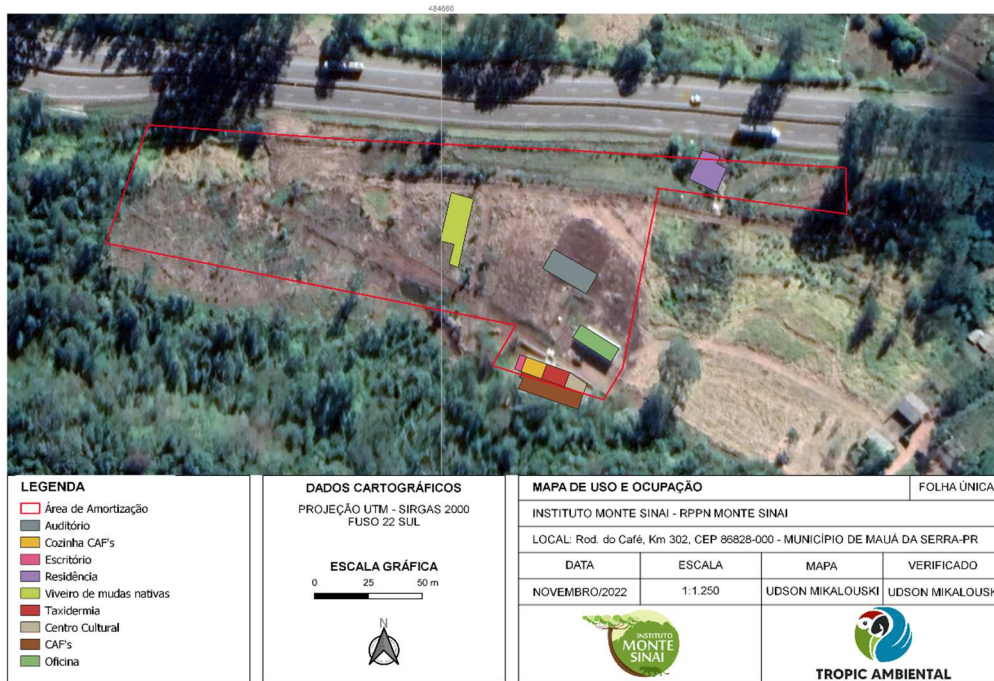 484660
LEGENDA
Área de Amortização
Auditório
Cozinha CAF's
Escritório
Residência
Viveiro de mudas nativas
Taxidermia
Centro Cultural
CAF's
Oficina
DADOS CARTOGRÁFICOS
PROJEÇÃO UTM - SIRGAS 2000
FUSO 22 SUL
ESCALA GRÁFICA
0 25 50 m
N
MAPA DE USO E OCUPAÇÃO FOLHA ÚNICA
INSTITUTO MONTE SINAI - RPPN MONTE SINAI
LOCAL: Rod. do Café, Km 302, CEP 86828-000 - MUNICÍPIO DE MAUÁ DA SERRA-PR
DATA ESCALA MAPA VERIFICADO
NOVEMBRO/2022 1:1.250 UDSON MIKALOUSKI UDSON MIKALOUSK
INSTITUTO
MONTE
SINAI
TROPIC AMBIENTAL